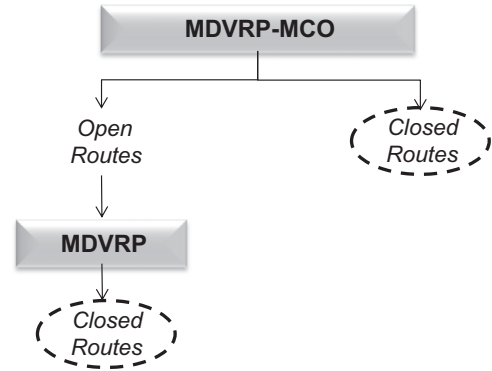 MDVRP-MCO
Open
Routes
Closed
Routes
MDVRP
Closed
Routes